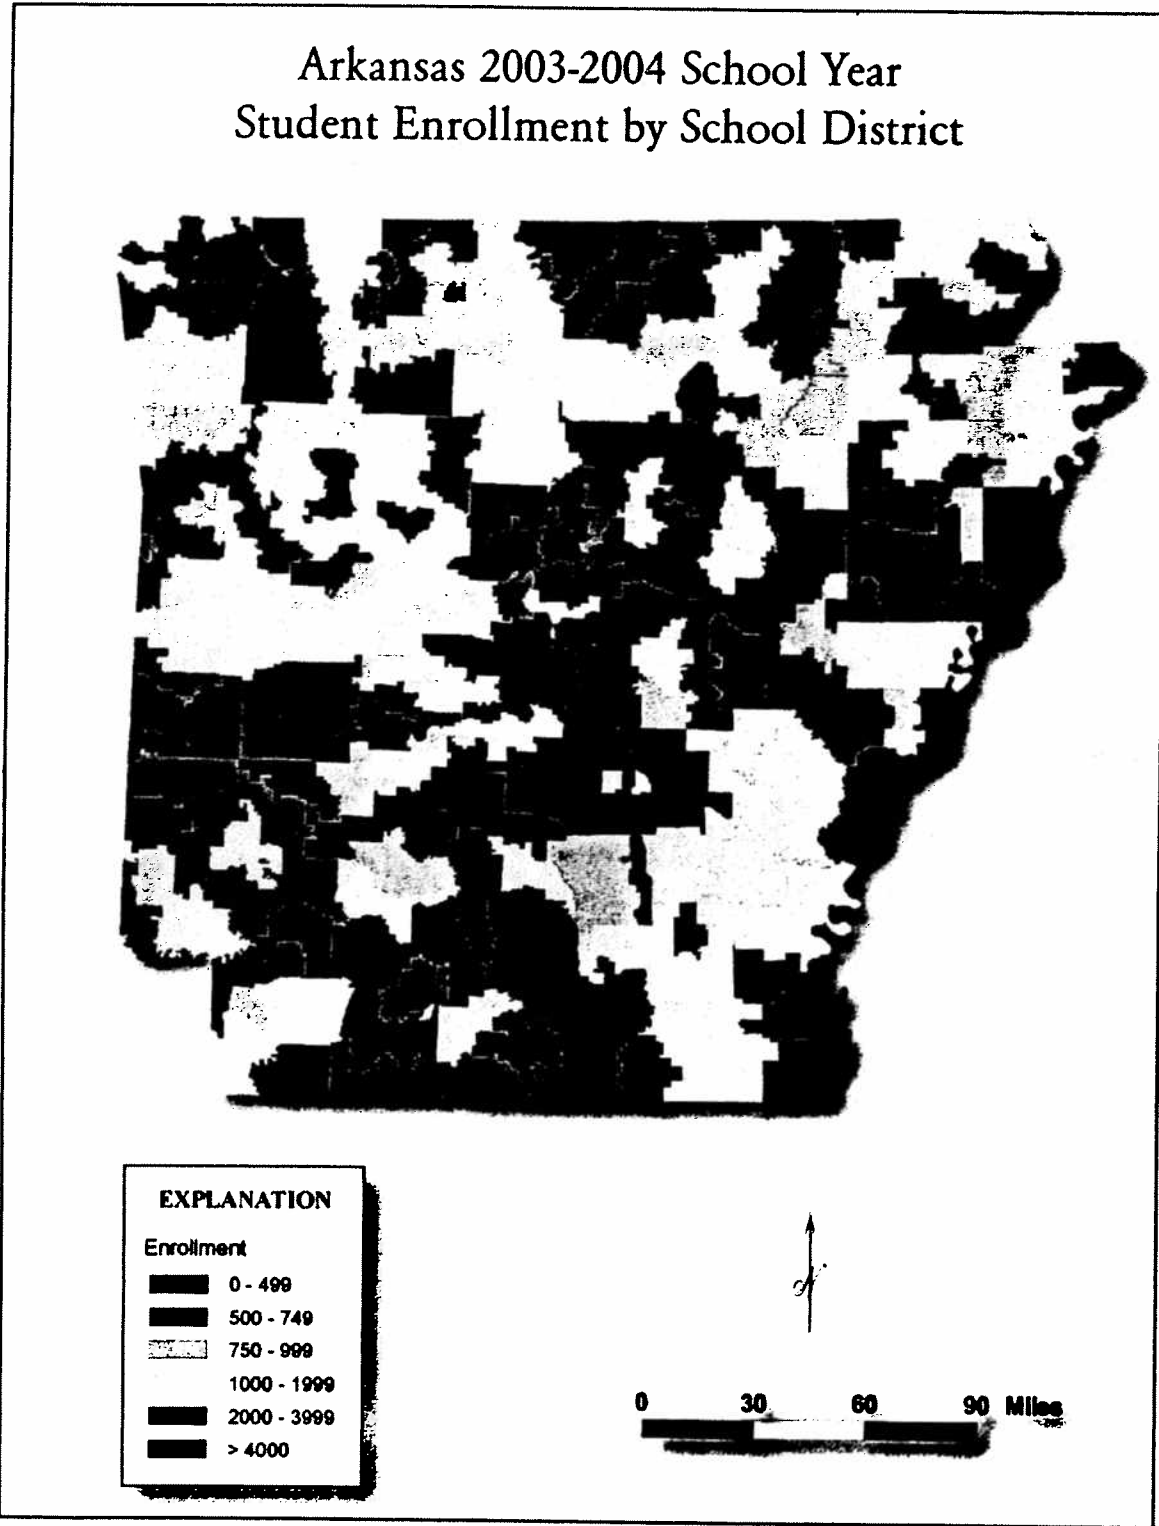 Arkansas 2003-2004 School Year
Student Enrollment by School District
EXPLANATION
Enrollment
0 - 499
500 - 749
750 - 999
1000 - 1999
2000 - 3999
> 4000
N
0 30 60 90 Miles